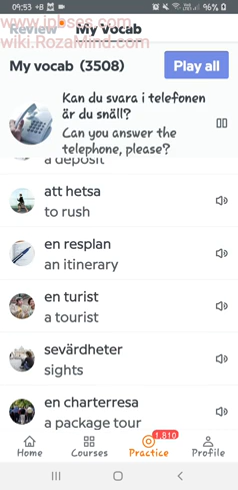 09:53 +B
96%
www.ipleses.com
Review My vocab
wiki.RozaMind.com
My vocab (3508) Play all
Kan du svara i telefonen
är du snäll?
Can you answer the
telephone, please?
a deposit
att hetsa
to rush
en resplan
an itinerary
en turist
a tourist
sevärdheter
sights
en charterresa
a package tour
1,810
Home Courses Practice Profile